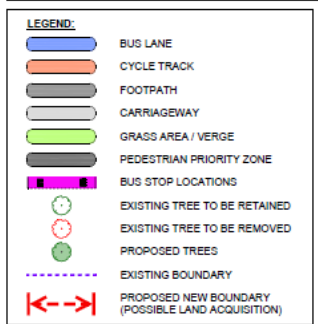 LEGEND:
BUS LANE
CYCLE TRACK
FOOTPATH
CARRIAGEWAY
GRASS AREA / VERGE
PEDESTRIAN PRIORITY ZONE
BUS STOP LOCATIONS
EXISTING TREE TO BE RETAINED
EXISTING TREE TO BE REMOVED
PROPOSED TREES
EXISTING BOUNDARY
PROPOSED NEW BOUNDARY
(POSSIBLE LAND ACQUISITION)